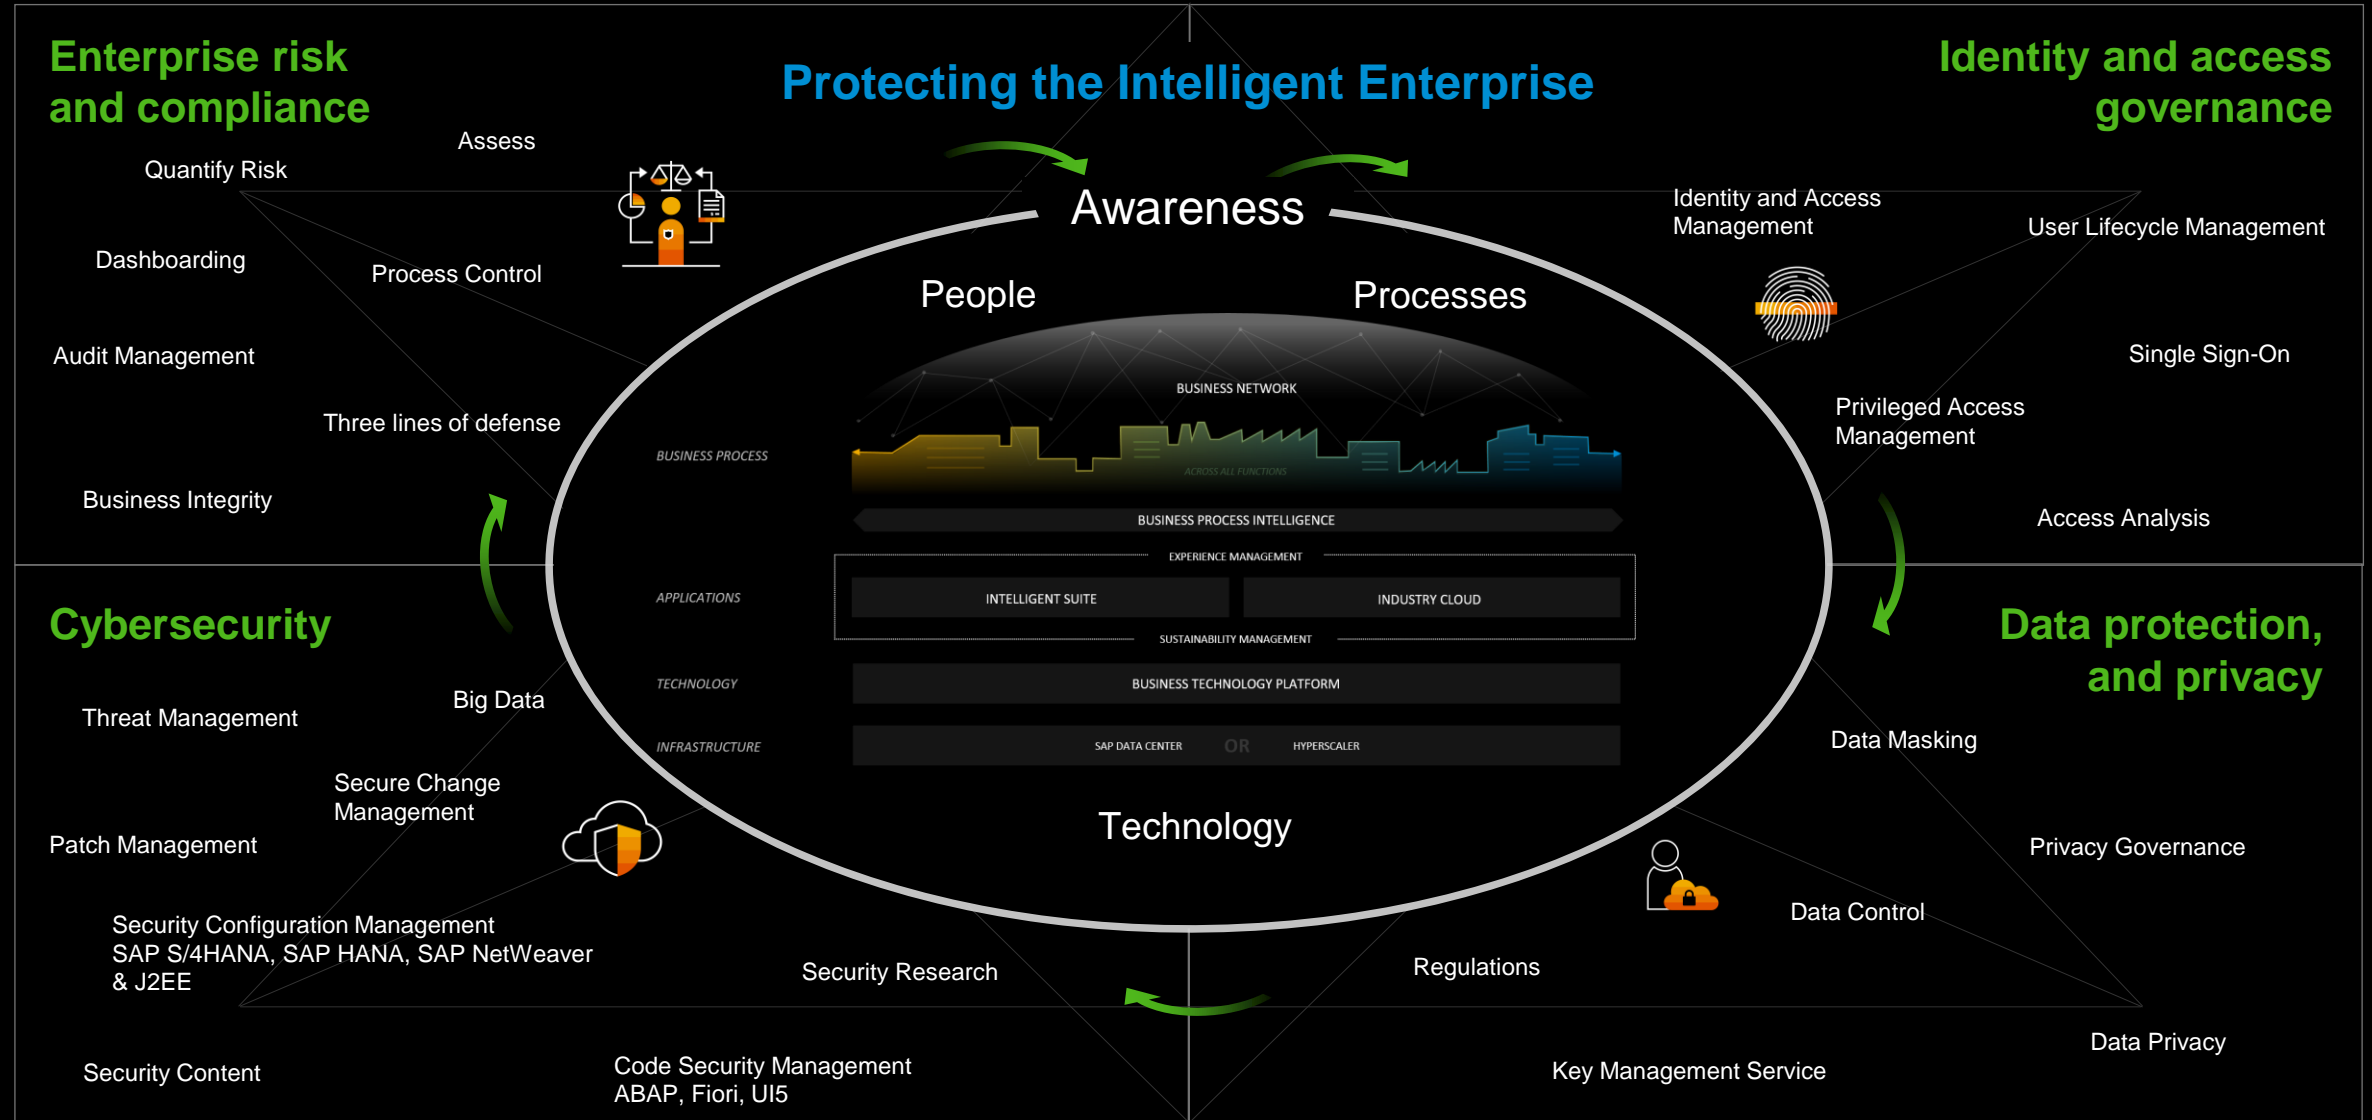 Protecting the Intelligent Enterprise
Enterprise risk
and compliance
Assess
Quantify Risk
Dashboarding
Process Control
Audit Management
Three lines of defense
Business Integrity
Identity and access
governance
Identity and Access
Management
User Lifecycle Management
Single Sign-On
Privileged Access
Management
Access Analysis
Awareness
People
Processes
BUSINESS NETWORK
BUSINESS PROCESS
ACROSS ALL FUNCTIONS
BUSINESS PROCESS INTELLIGENCE
EXPERIENCE MANAGEMENT
APPLICATIONS
INTELLIGENT SUITE
INDUSTRY CLOUD
SUSTAINABILITY MANAGEMENT
TECHNOLOGY
BUSINESS TECHNOLOGY PLATFORM
INFRASTRUCTURE
SAP DATA CENTER OR HYPERSCALER
Technology
Cybersecurity
Big Data
Threat Management
Secure Change
Management
Patch Management
Security Configuration Management
SAP S/4HANA, SAP HANA, SAP NetWeaver
& J2EE
Security Research
Security Content
Code Security Management
ABAP, Fiori, UI5
Data protection,
and privacy
Data Masking
Privacy Governance
Data Control
Regulations
Data Privacy
Key Management Service